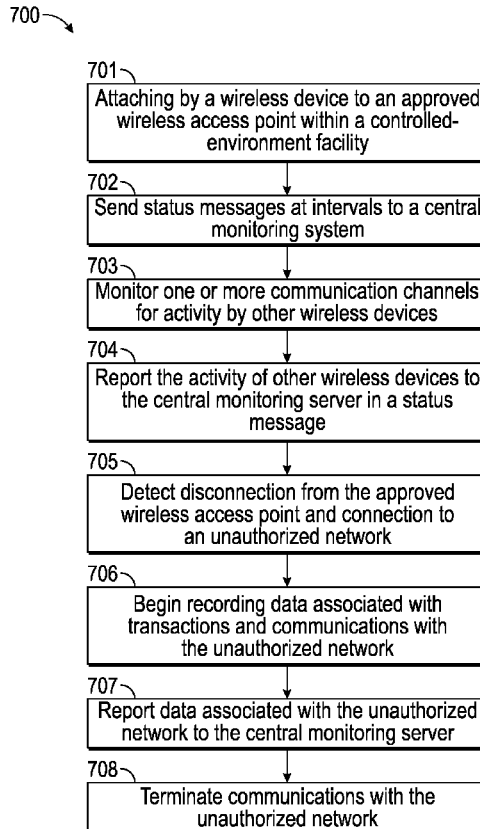 700
701
Attaching by a wireless device to an approved
wireless access point within a controlled-
environment facility
702
Send status messages at intervals to a central
monitoring system
703
Monitor one or more communication channels
for activity by other wireless devices
704
Report the activity of other wireless devices to
the central monitoring server in a status
message
705
Detect disconnection from the approved
wireless access point and connection to
an unauthorized network
706
Begin recording data associated with
transactions and communications with
the unauthorized network
707
Report data associated with the unauthorized
network to the central monitoring server
708
Terminate communications with the
unauthorized network